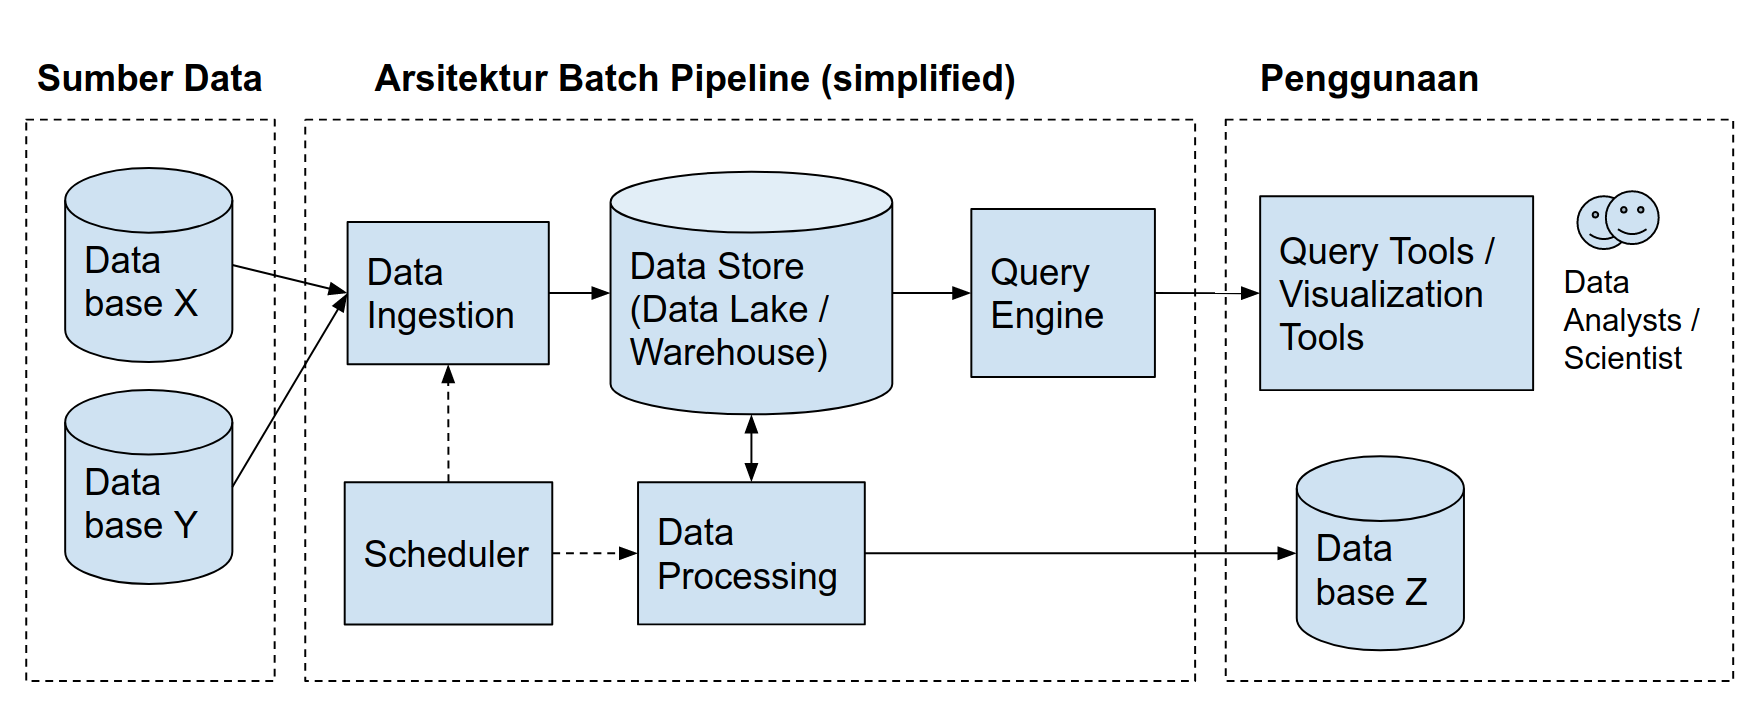 Sumber Data
Arsitektur Batch Pipeline (simplified)
Penggunaan
Data
base X
Data
base Y
Data
Ingestion
Data Store
(Data Lake /
Warehouse)
Query
Engine
Scheduler
Data
Processing
Query Tools /
Visualization
Tools
Data
Analysts /
Scientist
Data
base Z